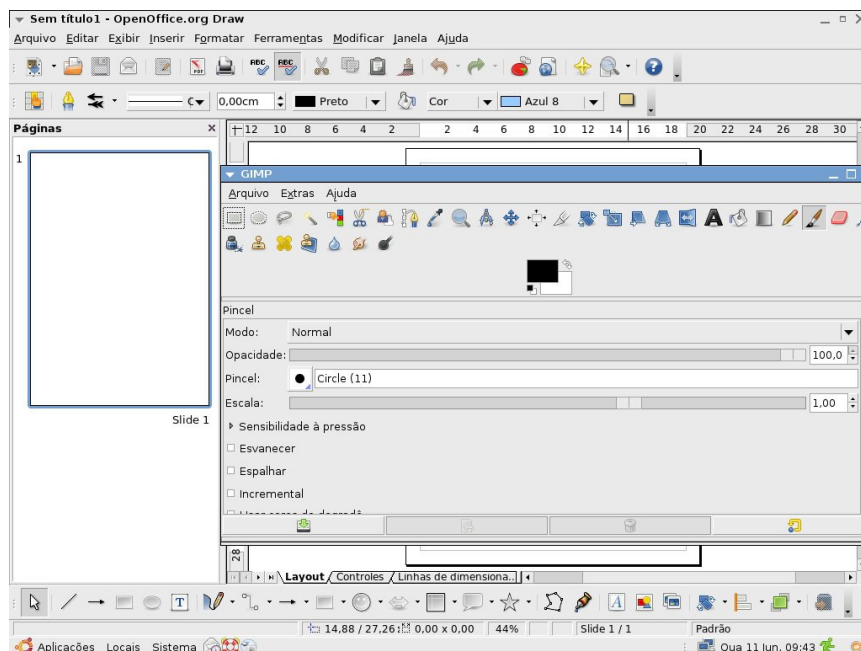 Sem título1 - OpenOffice.org Draw
Arquivo Editar Exibir Inserir Formatar Ferramentas Modificar Janela Ajuda
0,00cm Preto Cor Azul 8
Páginas ×
12 10 8 6 4 2 2 4 6 8 10 12 14 16 18 20 22 24 26 28 30
1
GIMP
Arquivo Extras Ajuda
Pincel
Modo: Normal
Opacidade: 100,0
Pincel: Circle (11)
Escala: 1,00
Slide 1
Sensibilidade à pressão
Esvanecer
Espalhar
Incremental
28
Layout Controles Linhas de dimensiona..
14,88 / 27,26 0,00 x 0,00 44% Slide 1 / 1 Padrão
Aplicações Locais Sistema Qua 11 Jun, 09:43